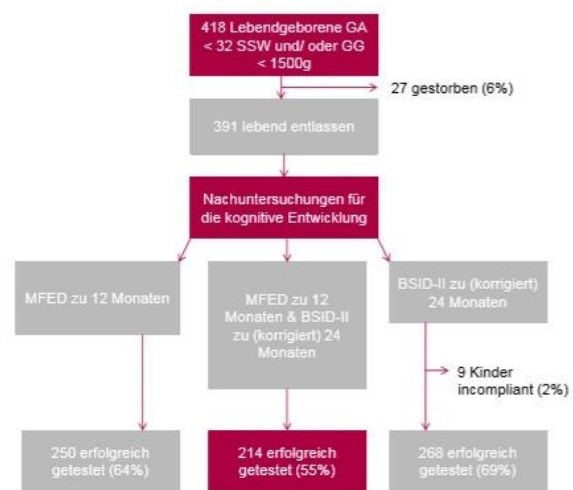 418 Lebendgeborene GA
< 32 SSW und/ oder GG
< 1500g
27 gestorben (6%)
391 lebend entlassen
Nachuntersuchungen für
die kognitive Entwicklung
MFED zu 12 Monaten
MFED zu 12
Monaten & BSID-II
zu (korrigiert) 24
Monaten
BSID-II zu (korrigiert)
24 Monaten
9 Kinder
incompliant (2%)
250 erfolgreich
getestet (64%)
214 erfolgreich
getestet (55%)
268 erfolgreich
getestet (69%)